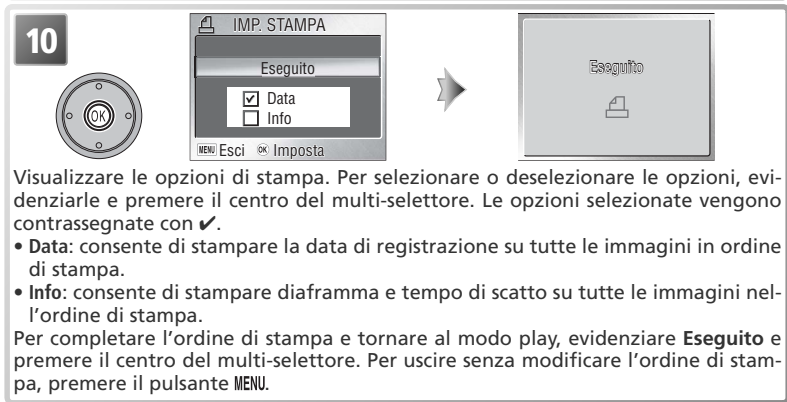 10
IMP. STAMPA
Eseguito
✔ Data
Info
MENU Esci OK Imposta
OK
Eseguito
Visualizzare le opzioni di stampa. Per selezionare o deselezionare le opzioni, evi-
denziarle e premere il centro del multi-selettore. Le opzioni selezionate vengono
contrassegnate con ✔.
• Data: consente di stampare la data di registrazione su tutte le immagini in ordine
di stampa.
• Info: consente di stampare diaframma e tempo di scatto su tutte le immagini nel-
l’ordine di stampa.
Per completare l’ordine di stampa e tornare al modo play, evidenziare Eseguito e
premere il centro del multi-selettore. Per uscire senza modificare l’ordine di stam-
pa, premere il pulsante MENU.